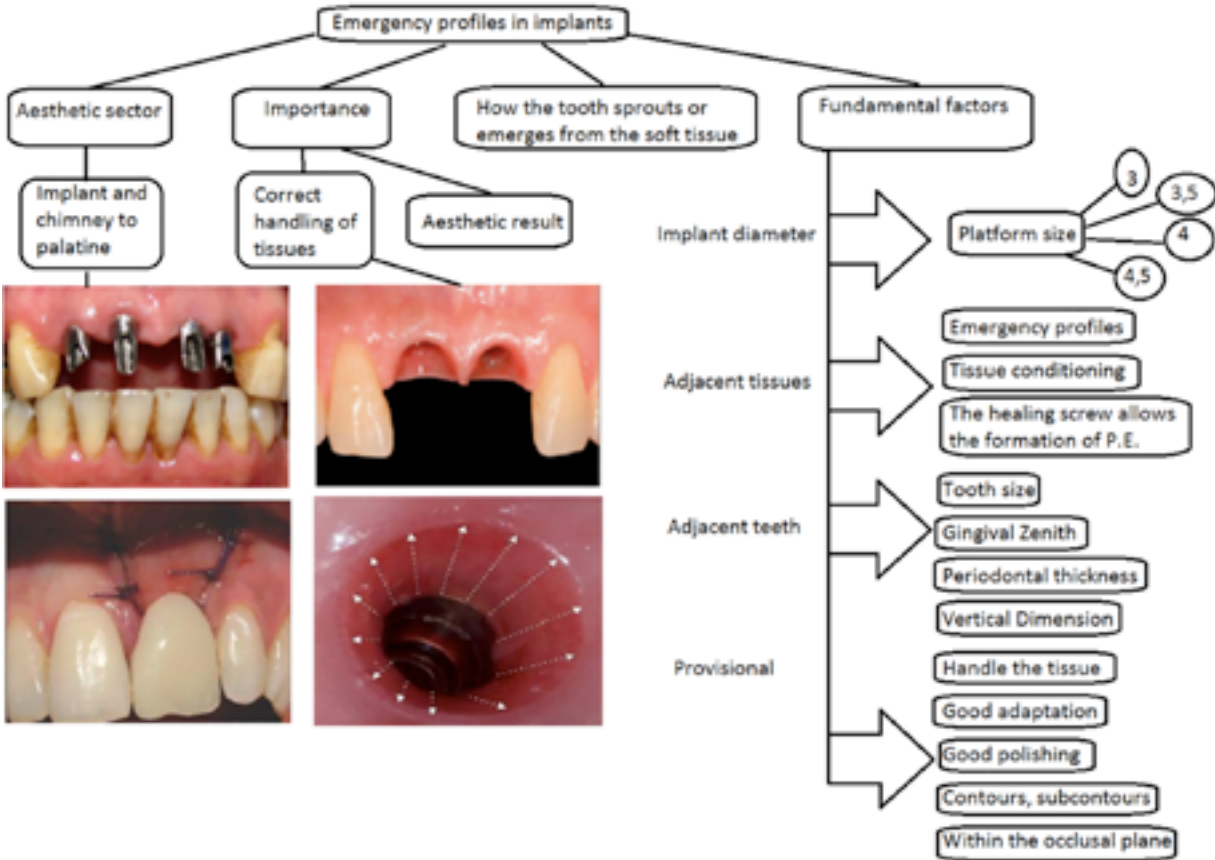 Emergency profiles in implants
Aesthetic sector
Importance
How the tooth sprouts or
emerges from the soft tissue
Fundamental factors
Implant and
chimney to
palatine
Correct
handling of
tissues
Aesthetic result
Implant diameter
Platform size
3
3,5
4
4,5
Adjacent tissues
Emergency profiles
Tissue conditioning
The healing screw allows
the formation of P.E.
Adjacent teeth
Tooth size
Gingival Zenith
Periodontal thickness
Vertical Dimension
Provisional
Handle the tissue
Good adaptation
Good polishing
Contours, subcontours
Within the occlusal plane